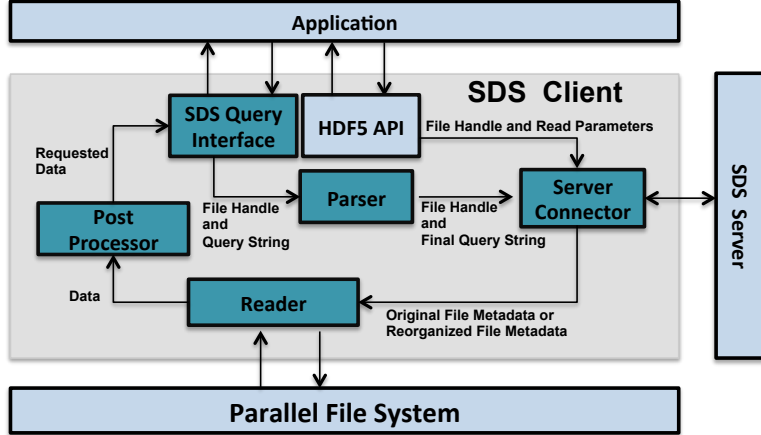 Application
SDS Client
SDS Query
Interface
HDF5 API
File Handle and Read Parameters
Requested
Data
Parser
Server
Connector
SDS Server
Post
Processor
File Handle
and
Query String
File Handle
and
Final Query String
Data
Reader
Original File Metadata or
Reorganized File Metadata
Parallel File System